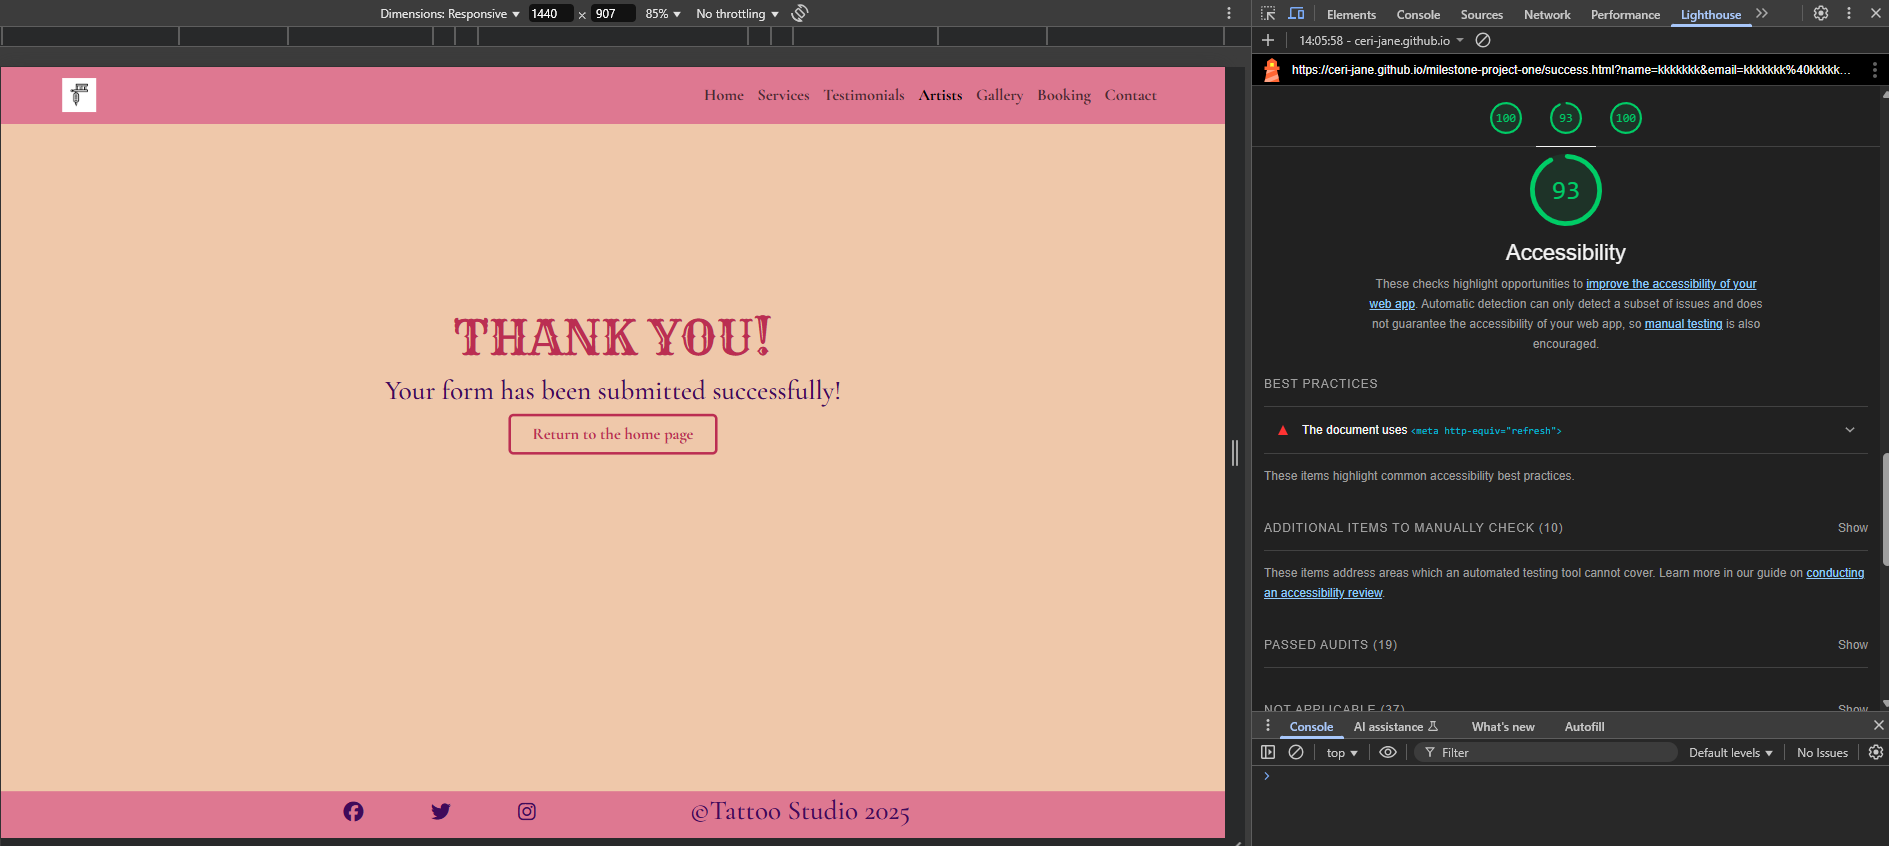 Dimensions: Responsive 1440 × 907 85% No throttling
Elements Console Sources Network Performance Lighthouse
14:05:58 - ceri-jane.github.io
https://ceri-jane.github.io/milestone-project-one/success.html?name=kkkkkkk&email=kkkkkkk%40kkkkk...
Home Services Testimonials Artists Gallery Booking Contact
THANK YOU!
Your form has been submitted successfully!
Return to the home page
©Tattoo Studio 2025
100 93 100
93
Accessibility
These checks highlight opportunities to improve the accessibility of your
web app. Automatic detection can only detect a subset of issues and does
not guarantee the accessibility of your web app, so manual testing is also
encouraged.
BEST PRACTICES
The document uses <meta http-equiv="refresh">
These items highlight common accessibility best practices.
ADDITIONAL ITEMS TO MANUALLY CHECK (10) Show
These items address areas which an automated testing tool cannot cover. Learn more in our guide on conducting
an accessibility review.
PASSED AUDITS (19) Show
NOT APPLICABLE (37) Show
Console AI assistance What's new Autofill
top Filter Default levels No Issues